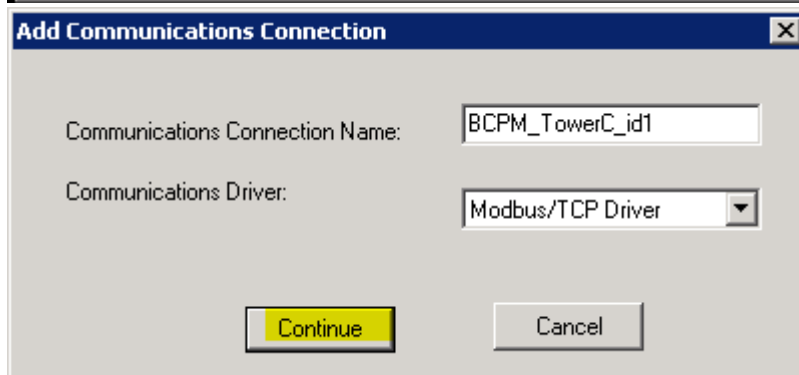 Add Communications Connection
Communications Connection Name: BCPM_TowerC_id1
Communications Driver: Modbus/TCP Driver
Continue Cancel